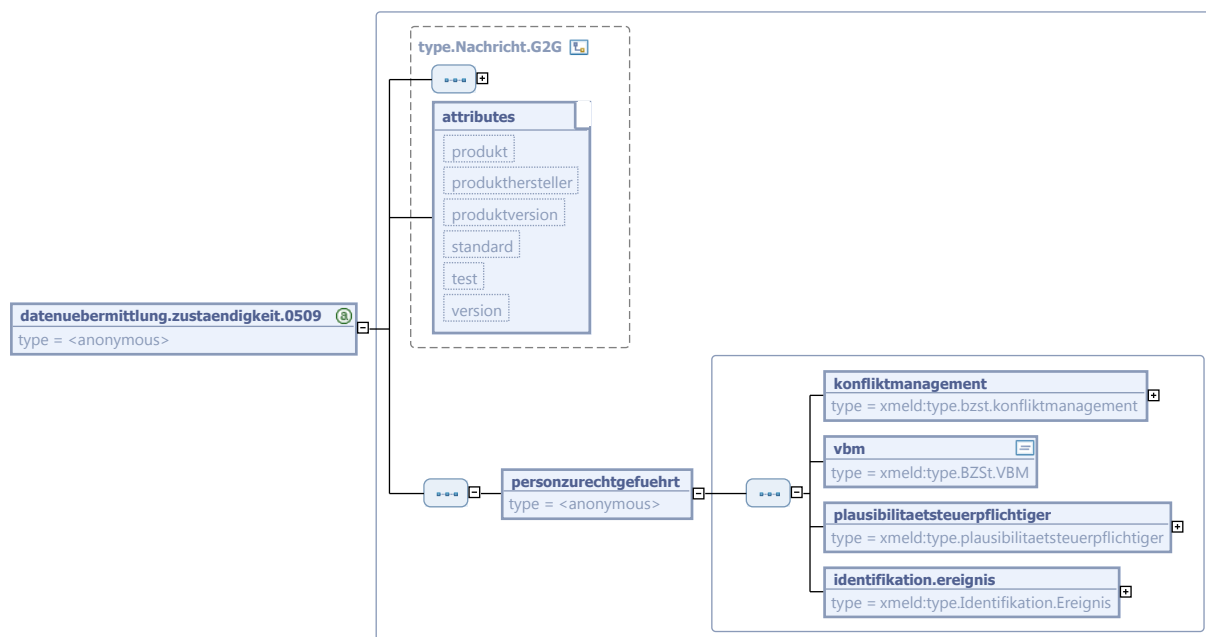 type.Nachricht.G2G
attributes
produkt
produkthersteller
produktversion
standard
test
version
datenuebermittlung.zustaendigkeit.0509
type = <anonymous>
personzurechtgefuehrt
type = <anonymous>
konfliktmanagement
type = xmeld:type.bzst.konfliktmanagement
vbm
type = xmeld:type.BZSt.VBM
plausibilitaetsteuerpflichtiger
type = xmeld:type.plausibilitaetsteuerpflichtiger
identifikation.ereignis
type = xmeld:type.Identifikation.Ereignis